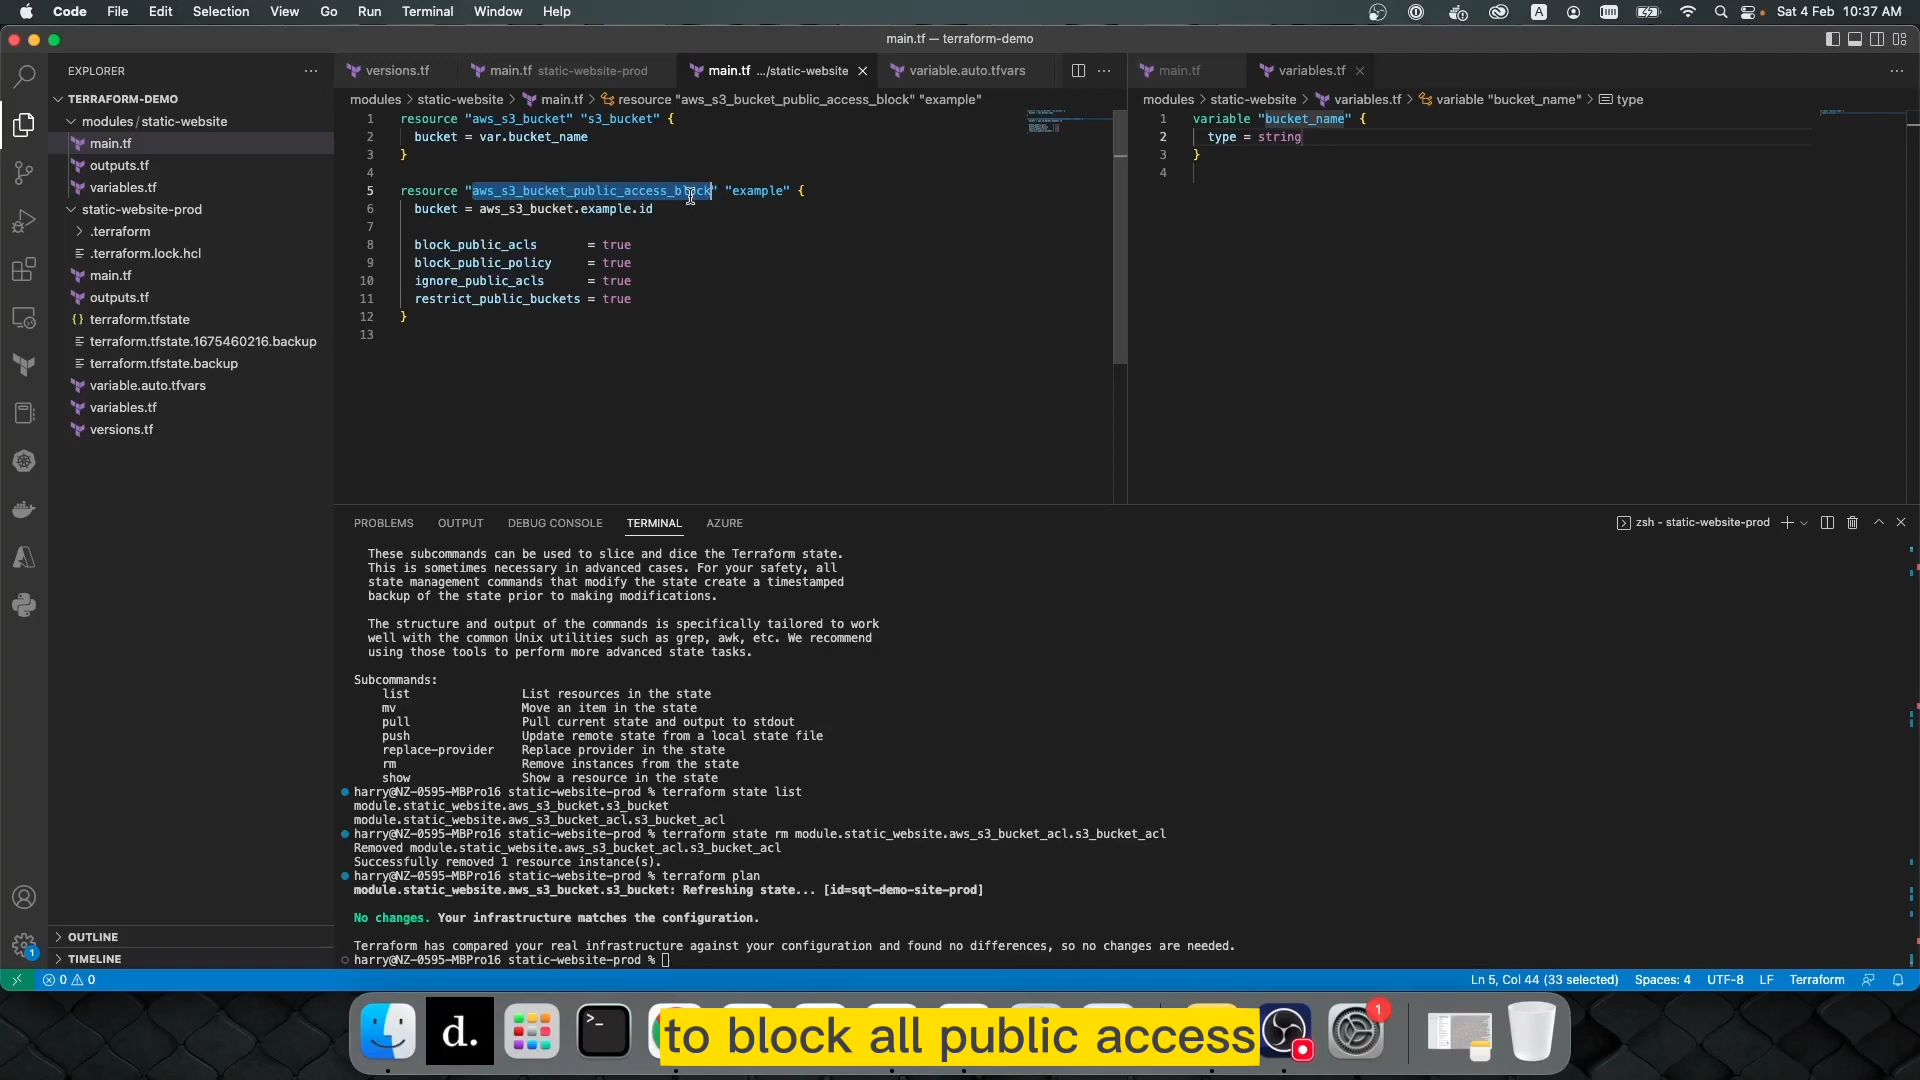 Code File Edit Selection View Go Run Terminal Window Help
A
Sat 4 Feb 10:37 AM
main.tf — terraform-demo
EXPLORER
TERRAFORM-DEMO
modules / static-website
main.tf
outputs.tf
variables.tf
static-website-prod
.terraform
.terraform.lock.hcl
main.tf
outputs.tf
{} terraform.tfstate
terraform.tfstate.1675460216.backup
terraform.tfstate.backup
variable.auto.tfvars
variables.tf
versions.tf
OUTLINE
TIMELINE
versions.tf
main.tf static-website-prod
main.tf .../static-website
variable.auto.tfvars
modules > static-website > main.tf > resource "aws_s3_bucket_public_access_block" "example"
1 resource "aws_s3_bucket" "s3_bucket" {
2 bucket = var.bucket_name
3 }
4
5 resource "aws_s3_bucket_public_access_block" "example" {
6 bucket = aws_s3_bucket.example.id
7
8 block_public_acls = true
9 block_public_policy = true
10 ignore_public_acls = true
11 restrict_public_buckets = true
12 }
13
main.tf
variables.tf
modules > static-website > variables.tf > variable "bucket_name" > type
1 variable "bucket_name" {
2 type = string
3 }
4
PROBLEMS OUTPUT DEBUG CONSOLE TERMINAL AZURE
zsh - static-website-prod
These subcommands can be used to slice and dice the Terraform state.
This is sometimes necessary in advanced cases. For your safety, all
state management commands that modify the state create a timestamped
backup of the state prior to making modifications.
The structure and output of the commands is specifically tailored to work
well with the common Unix utilities such as grep, awk, etc. We recommend
using those tools to perform more advanced state tasks.
Subcommands:
list List resources in the state
mv Move an item in the state
pull Pull current state and output to stdout
push Update remote state from a local state file
replace-provider Replace provider in the state
rm Remove instances from the state
show Show a resource in the state
harry@NZ-0595-MBPro16 static-website-prod % terraform state list
module.static_website.aws_s3_bucket.s3_bucket
module.static_website.aws_s3_bucket_acl.s3_bucket_acl
harry@NZ-0595-MBPro16 static-website-prod % terraform state rm module.static_website.aws_s3_bucket_acl.s3_bucket_acl
Removed module.static_website.aws_s3_bucket_acl.s3_bucket_acl
Successfully removed 1 resource instance(s).
harry@NZ-0595-MBPro16 static-website-prod % terraform plan
module.static_website.aws_s3_bucket.s3_bucket: Refreshing state... [id=sqt-demo-site-prod]
No changes. Your infrastructure matches the configuration.
Terraform has compared your real infrastructure against your configuration and found no differences, so no changes are needed.
harry@NZ-0595-MBPro16 static-website-prod %
1
0 0
Ln 5, Col 44 (33 selected) Spaces: 4 UTF-8 LF Terraform
d.
1
to block all public access